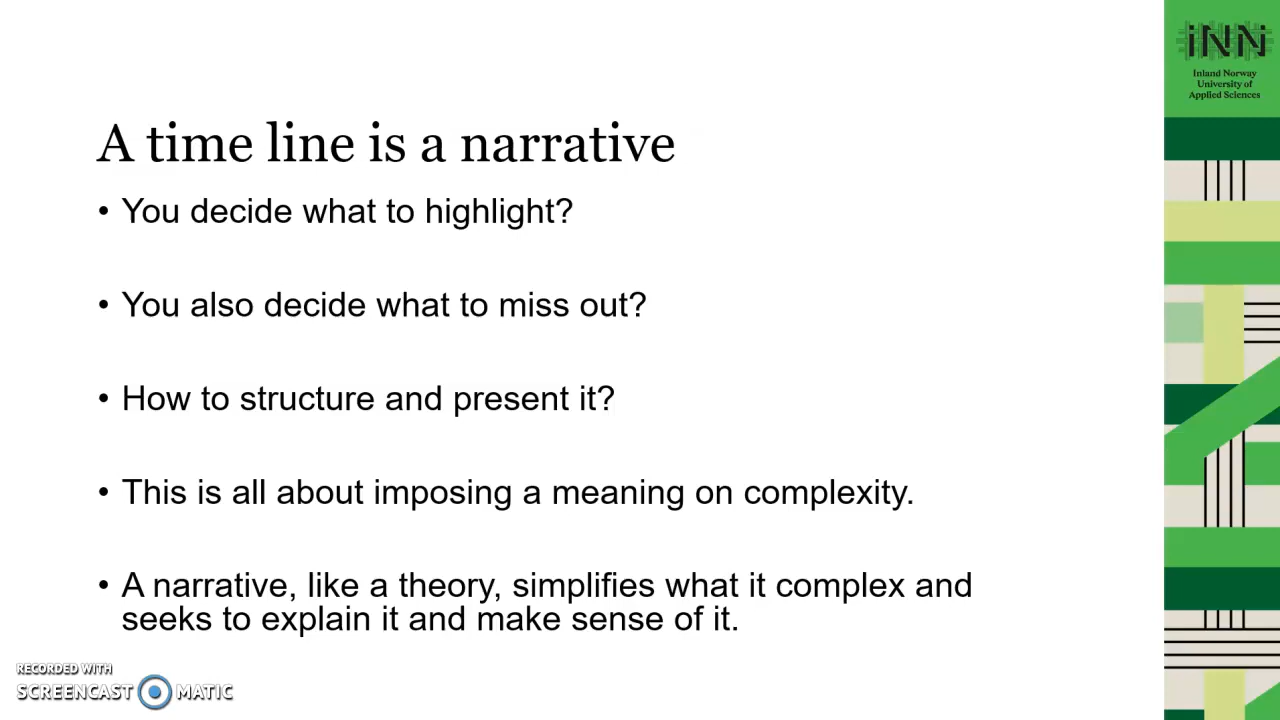 iNN
Inland Norway
University of
Applied Sciences
A time line is a narrative
• You decide what to highlight?
• You also decide what to miss out?
• How to structure and present it?
• This is all about imposing a meaning on complexity.
• A narrative, like a theory, simplifies what it complex and
seeks to explain it and make sense of it.
RECORDED WITH
SCREENCAST MATIC